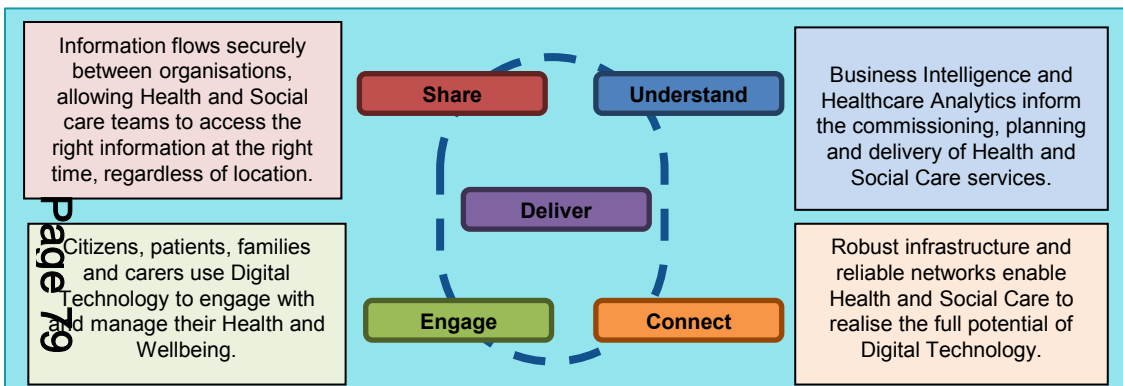 Information flows securely
between organisations,
allowing Health and Social
care teams to access the
right information at the right
time, regardless of location.
Share
Understand
Business Intelligence and
Healthcare Analytics inform
the commissioning, planning
and delivery of Health and
Social Care services.
Deliver
Page 79
Citizens, patients, families
and carers use Digital
Technology to engage with
and manage their Health and
Wellbeing.
Engage
Connect
Robust infrastructure and
reliable networks enable
Health and Social Care to
realise the full potential of
Digital Technology.